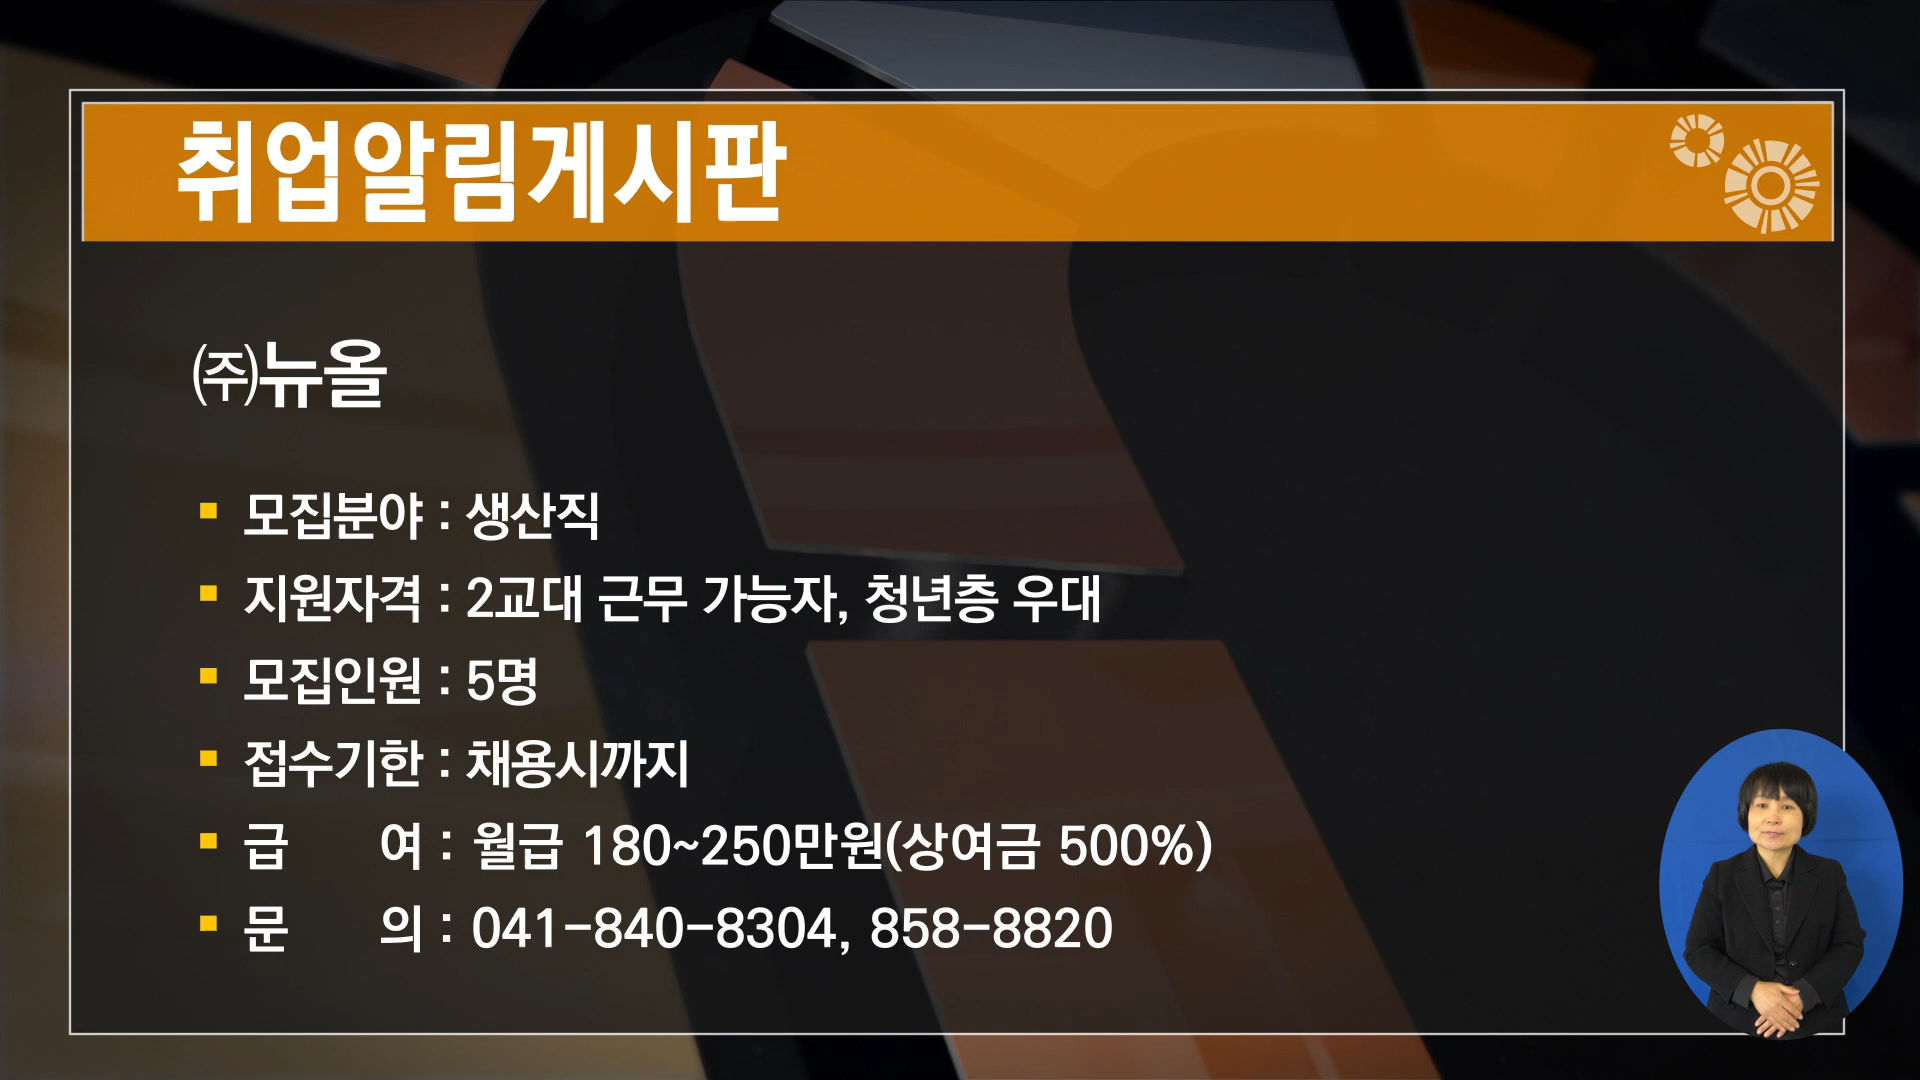 취업알림게시판
㈜뉴올
모집분야 : 생산직
지원자격 : 2교대 근무 가능자, 청년층 우대
모집인원 : 5명
접수기한 : 채용시까지
급 여 : 월급 180~250만원(상여금 500%)
문 의 : 041-840-8304, 858-8820